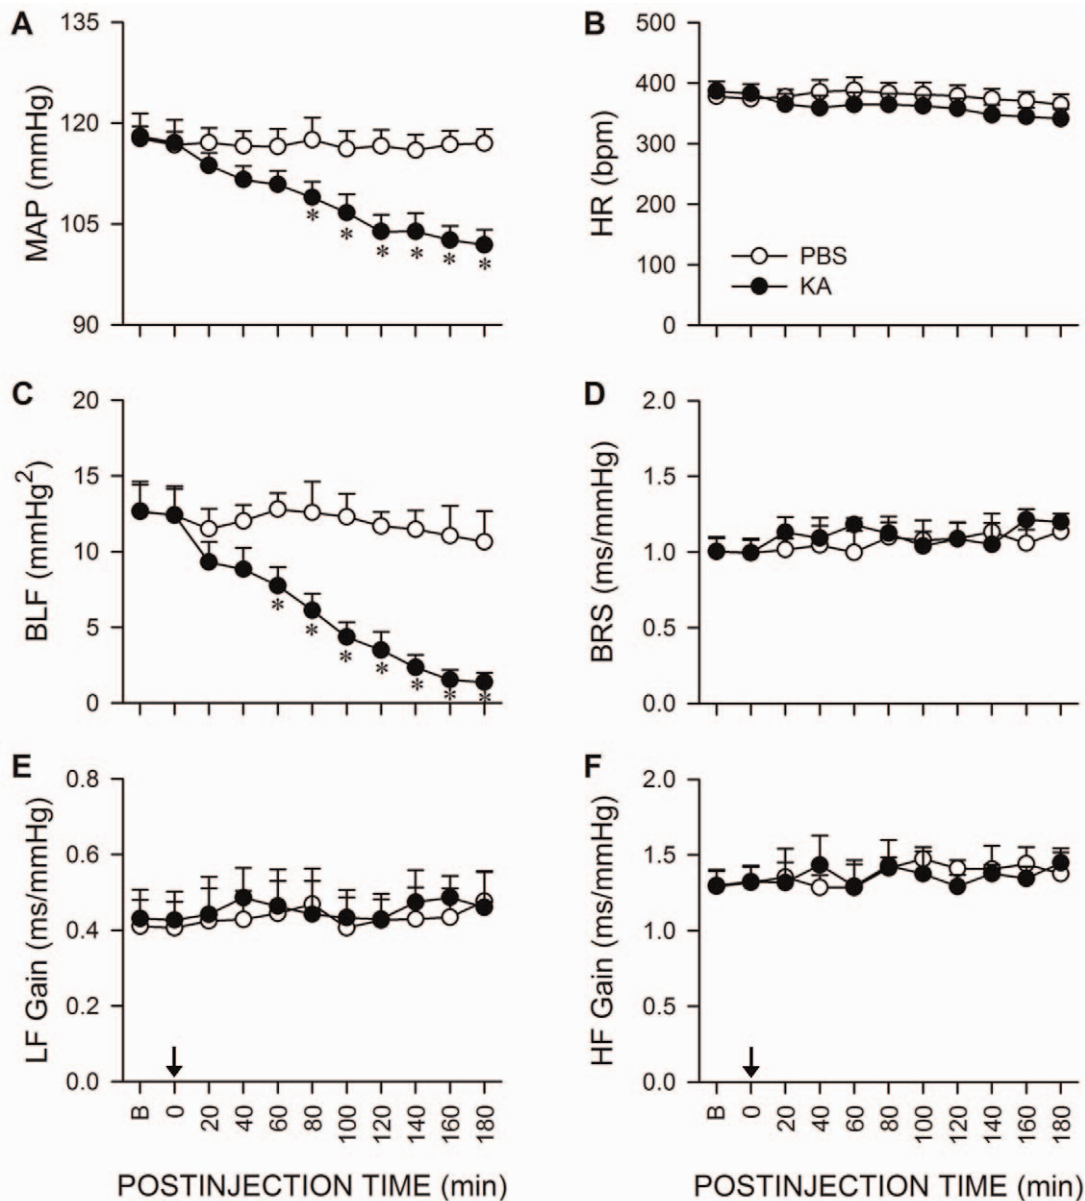 A
MAP (mmHg)
135
120
105
90
* * * * * *
B
HR (bpm)
500
400
300
200
100
0
PBS
KA
C
BLF (mmHg²)
20
15
10
5
0
* * * * * * *
D
BRS (ms/mmHg)
2.0
1.5
1.0
0.5
0.0
E
LF Gain (ms/mmHg)
0.8
0.6
0.4
0.2
0.0
B 0 20 40 60 80 100 120 140 160 180
POSTINJECTION TIME (min)
F
HF Gain (ms/mmHg)
2.0
1.5
1.0
0.5
0.0
B 0 20 40 60 80 100 120 140 160 180
POSTINJECTION TIME (min)